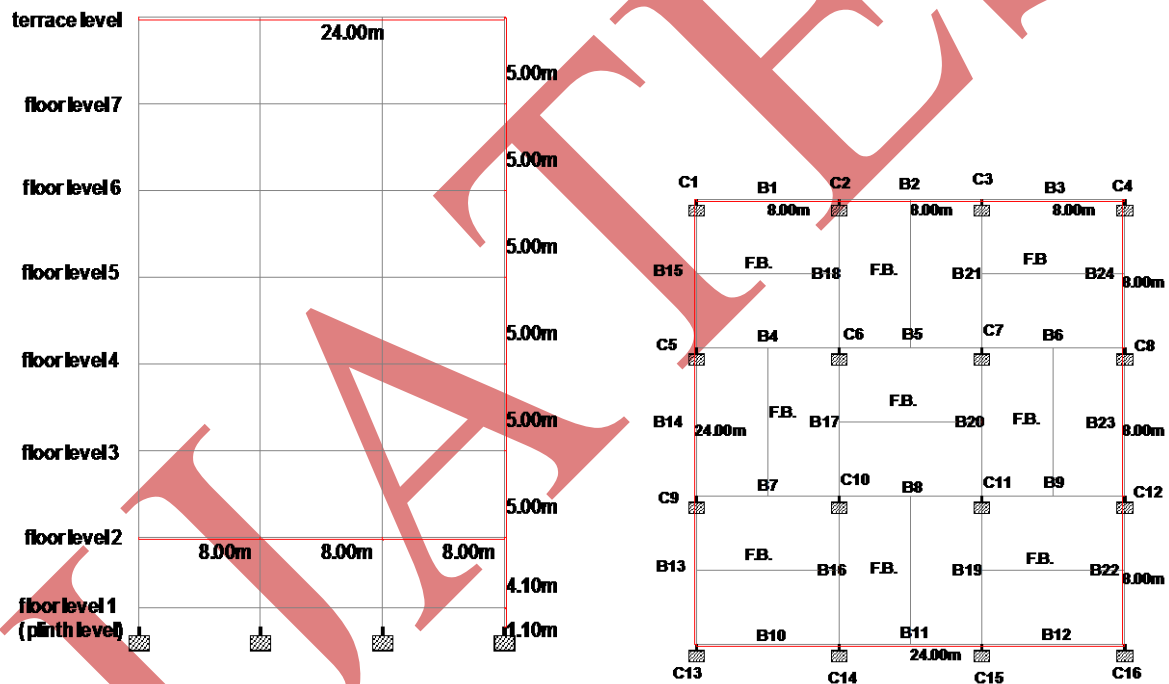 terrace level
24.00m
5.00m
floor level 7
5.00m
floor level 6
5.00m
floor level 5
5.00m
floor level 4
5.00m
floor level 3
5.00m
floor level 2
8.00m 8.00m 8.00m
4.10m
floor level 1
(plinth level)
1.10m
C1 B1 C2 B2 C3 B3 C4
8.00m 8.00m 8.00m
B15 F.B. B18 F.B. B21 F.B B24
8.00m
C5 B4 C6 B5 C7 B6 C8
F.B.
B14 24.00m F.B. B17 B20 F.B. B23 8.00m
C9 B7 C10 B8 C11 B9 C12
B13 F.B. B16 F.B. B19 F.B. B22 8.00m
B10 B11 B12
24.00m
C13 C14 C15 C16
IJATE